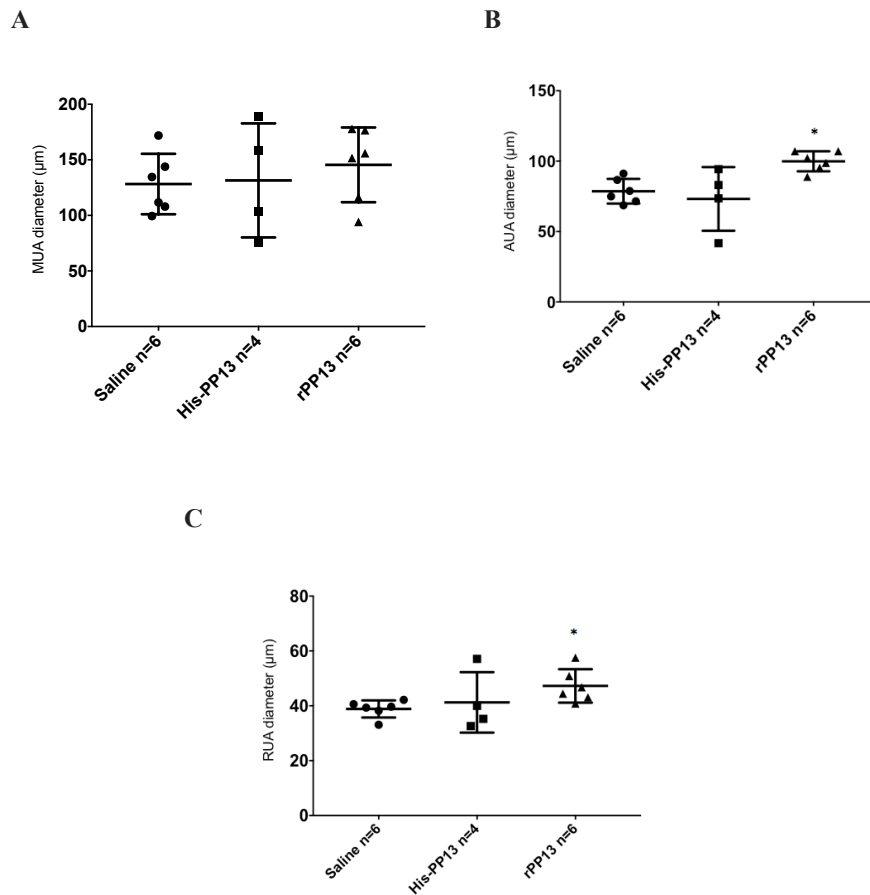 A
MUA diameter (μm)
200
150
100
50
0
Saline n=6
His-PP13 n=4
rPP13 n=6
B
AUA diameter (μm)
150
100
50
0
*
Saline n=6
His-PP13 n=4
rPP13 n=6
C
RUA diameter (μm)
80
60
40
20
0
*
Saline n=6
His-PP13 n=4
rPP13 n=6